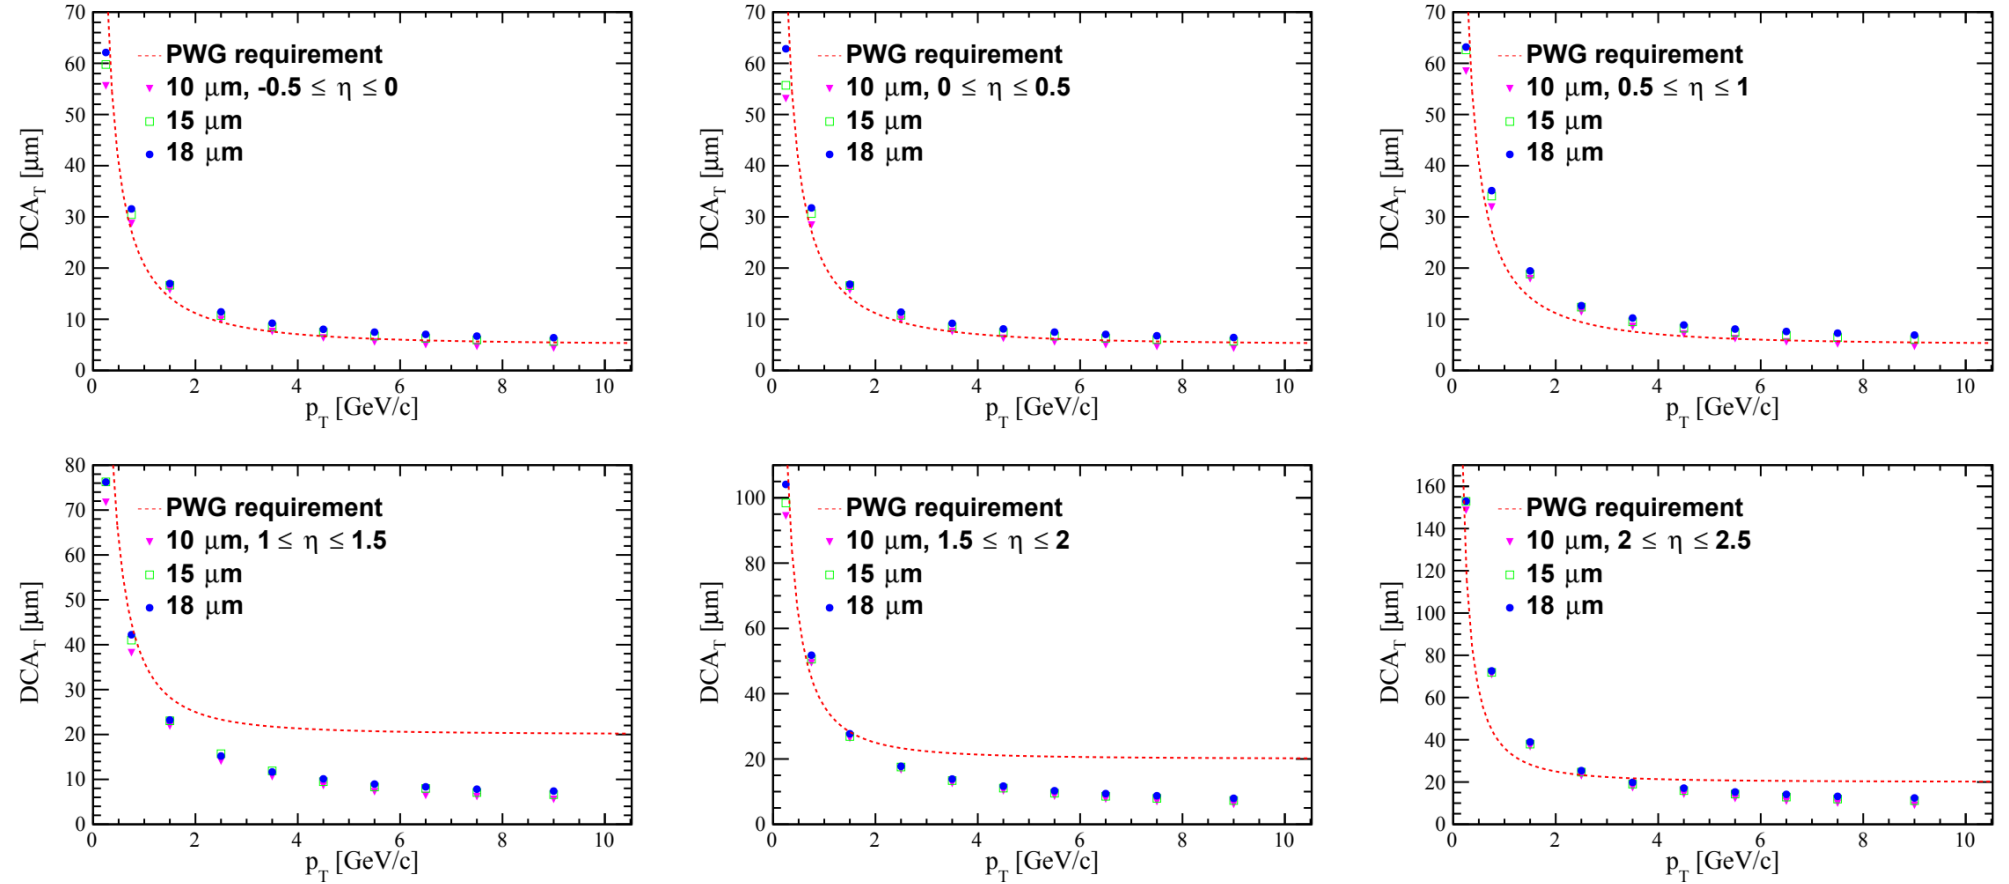 70
60
50
40
30
20
10
0
DCA_T [μm]
PWG requirement
10 μm, -0.5 ≤ η ≤ 0
15 μm
18 μm
0 2 4 6 8 10
p_T [GeV/c]
70
60
50
40
30
20
10
0
DCA_T [μm]
PWG requirement
10 μm, 0 ≤ η ≤ 0.5
15 μm
18 μm
0 2 4 6 8 10
p_T [GeV/c]
70
60
50
40
30
20
10
0
DCA_T [μm]
PWG requirement
10 μm, 0.5 ≤ η ≤ 1
15 μm
18 μm
0 2 4 6 8 10
p_T [GeV/c]
80
70
60
50
40
30
20
10
0
DCA_T [μm]
PWG requirement
10 μm, 1 ≤ η ≤ 1.5
15 μm
18 μm
0 2 4 6 8 10
p_T [GeV/c]
100
80
60
40
20
0
DCA_T [μm]
PWG requirement
10 μm, 1.5 ≤ η ≤ 2
15 μm
18 μm
0 2 4 6 8 10
p_T [GeV/c]
160
140
120
100
80
60
40
20
0
DCA_T [μm]
PWG requirement
10 μm, 2 ≤ η ≤ 2.5
15 μm
18 μm
0 2 4 6 8 10
p_T [GeV/c]